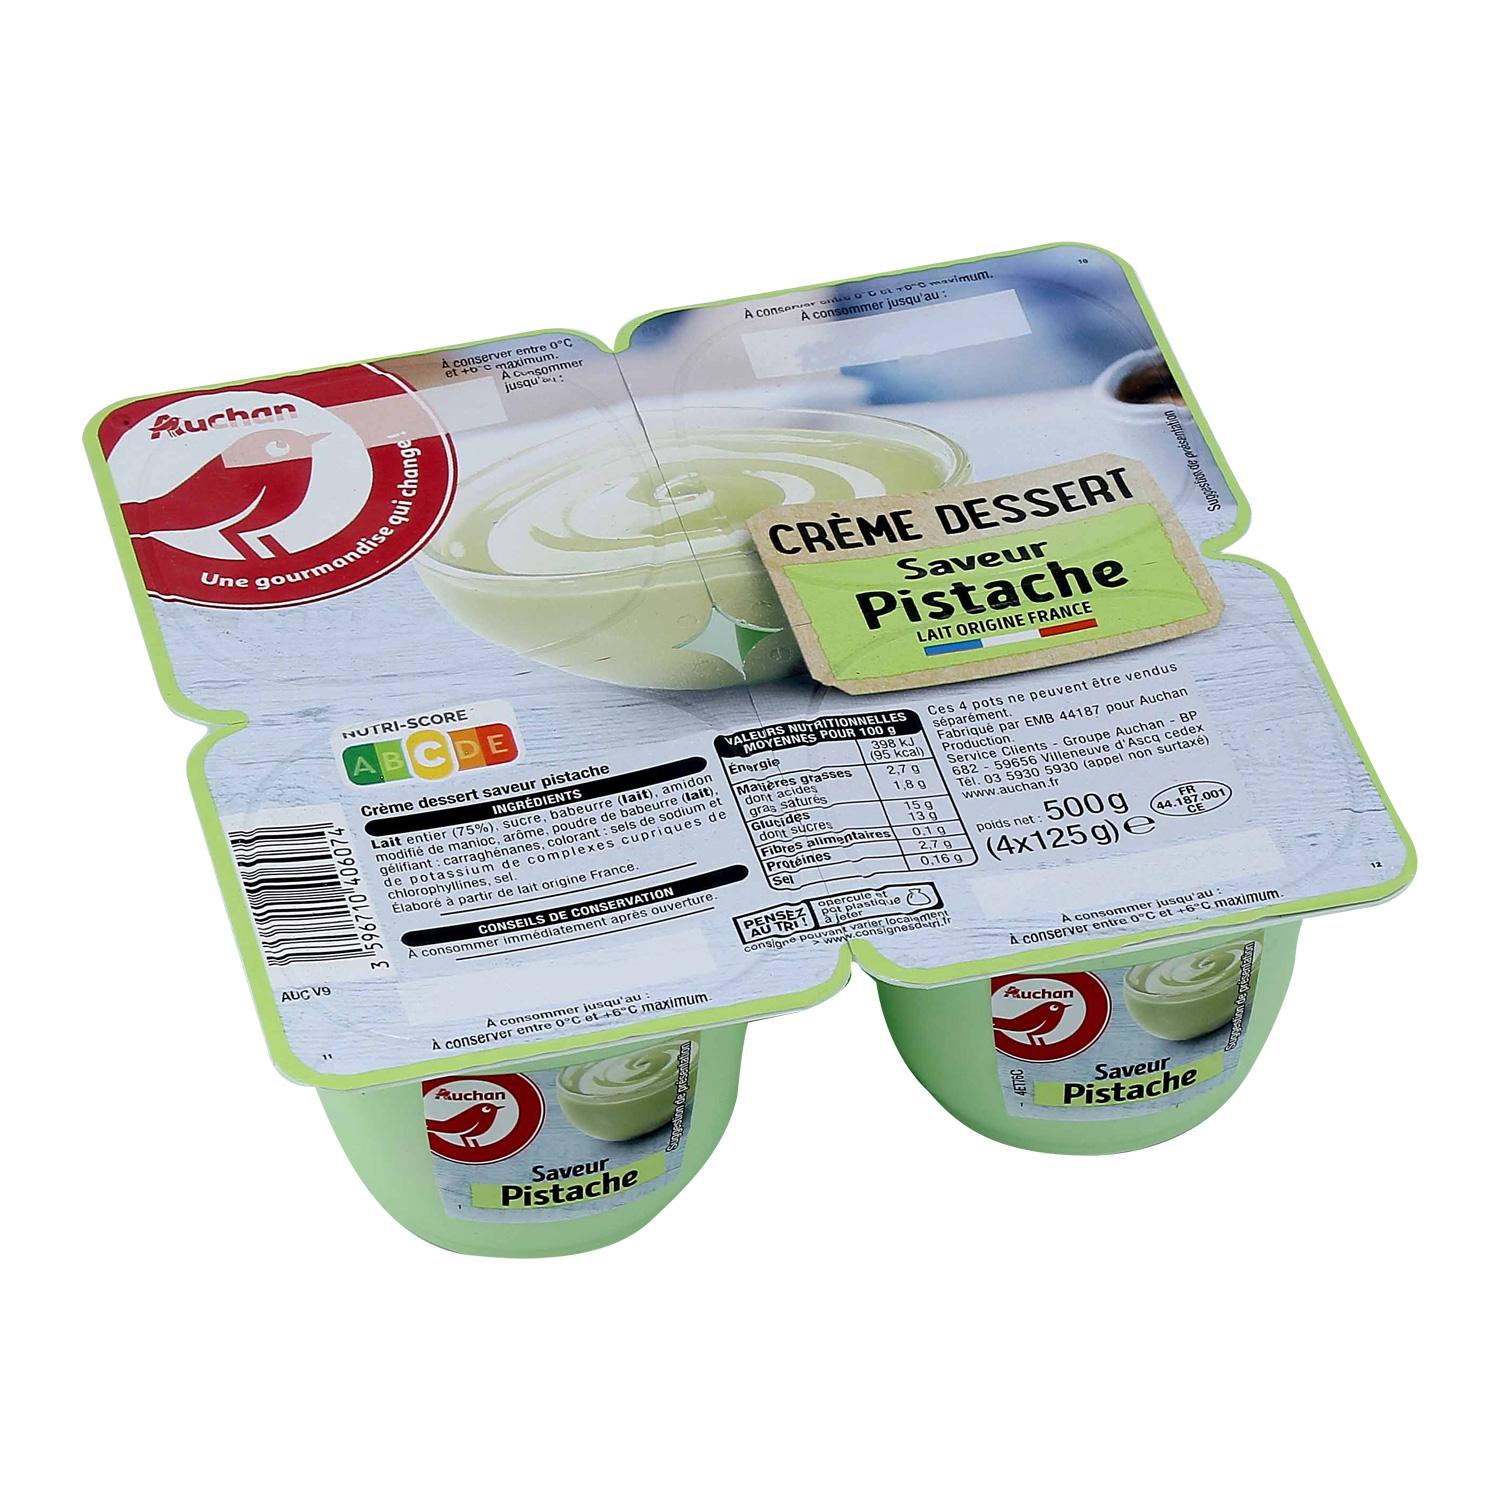 À conserver entre 0°C et +6°C maximum.
À consommer jusqu'au :
10
À conserver entre 0°C
et +6°C maximum.
À consommer
jusqu'au :
Auchan
Une gourmandise qui change !
Suggestion de présentation
CRÈME DESSERT
Saveur
Pistache
LAIT ORIGINE FRANCE
NUTRI-SCORE
A B C D E
Crème dessert saveur pistache
INGRÉDIENTS
Lait entier (75%), sucre, babeurre (lait), amidon
modifié de manioc, arôme, poudre de babeurre (lait),
gélifiant : carraghénanes, colorant : sels de sodium et
de potassium de complexes cupriques de
chlorophyllines, sel.
Élaboré à partir de lait origine France.
CONSEILS DE CONSERVATION
À consommer immédiatement après ouverture.
3 596710 406074
AUC V9
11
À consommer jusqu'au :
À conserver entre 0°C et +6°C maximum.
VALEURS NUTRITIONNELLES
MOYENNES POUR 100 g
Énergie 398 kJ
(95 kcal)
Matières grasses 2,7 g
dont acides
gras saturés 1,8 g
Glucides 15 g
dont sucres 13 g
Fibres alimentaires 0,1 g
Protéines 2,7 g
Sel 0,16 g
PENSEZ
AU TRI !
opercule et
pot plastique
à jeter
consigne pouvant varier localement
> www.consignesdetri.fr
Ces 4 pots ne peuvent être vendus
séparément.
Fabriqué par EMB 44187 pour Auchan
Production.
Service Clients - Groupe Auchan - BP
682 - 59656 Villeneuve d'Ascq cedex
Tél. 03 5930 5930 (appel non surtaxé)
www.auchan.fr
poids net : 500g
(4x125g)℮
FR
44.187.001
CE
12
À consommer jusqu'au :
À conserver entre 0°C et +6°C maximum.
Auchan
Saveur
Pistache
Suggestion de présentation
1
Auchan
Saveur
Pistache
Suggestion de présentation